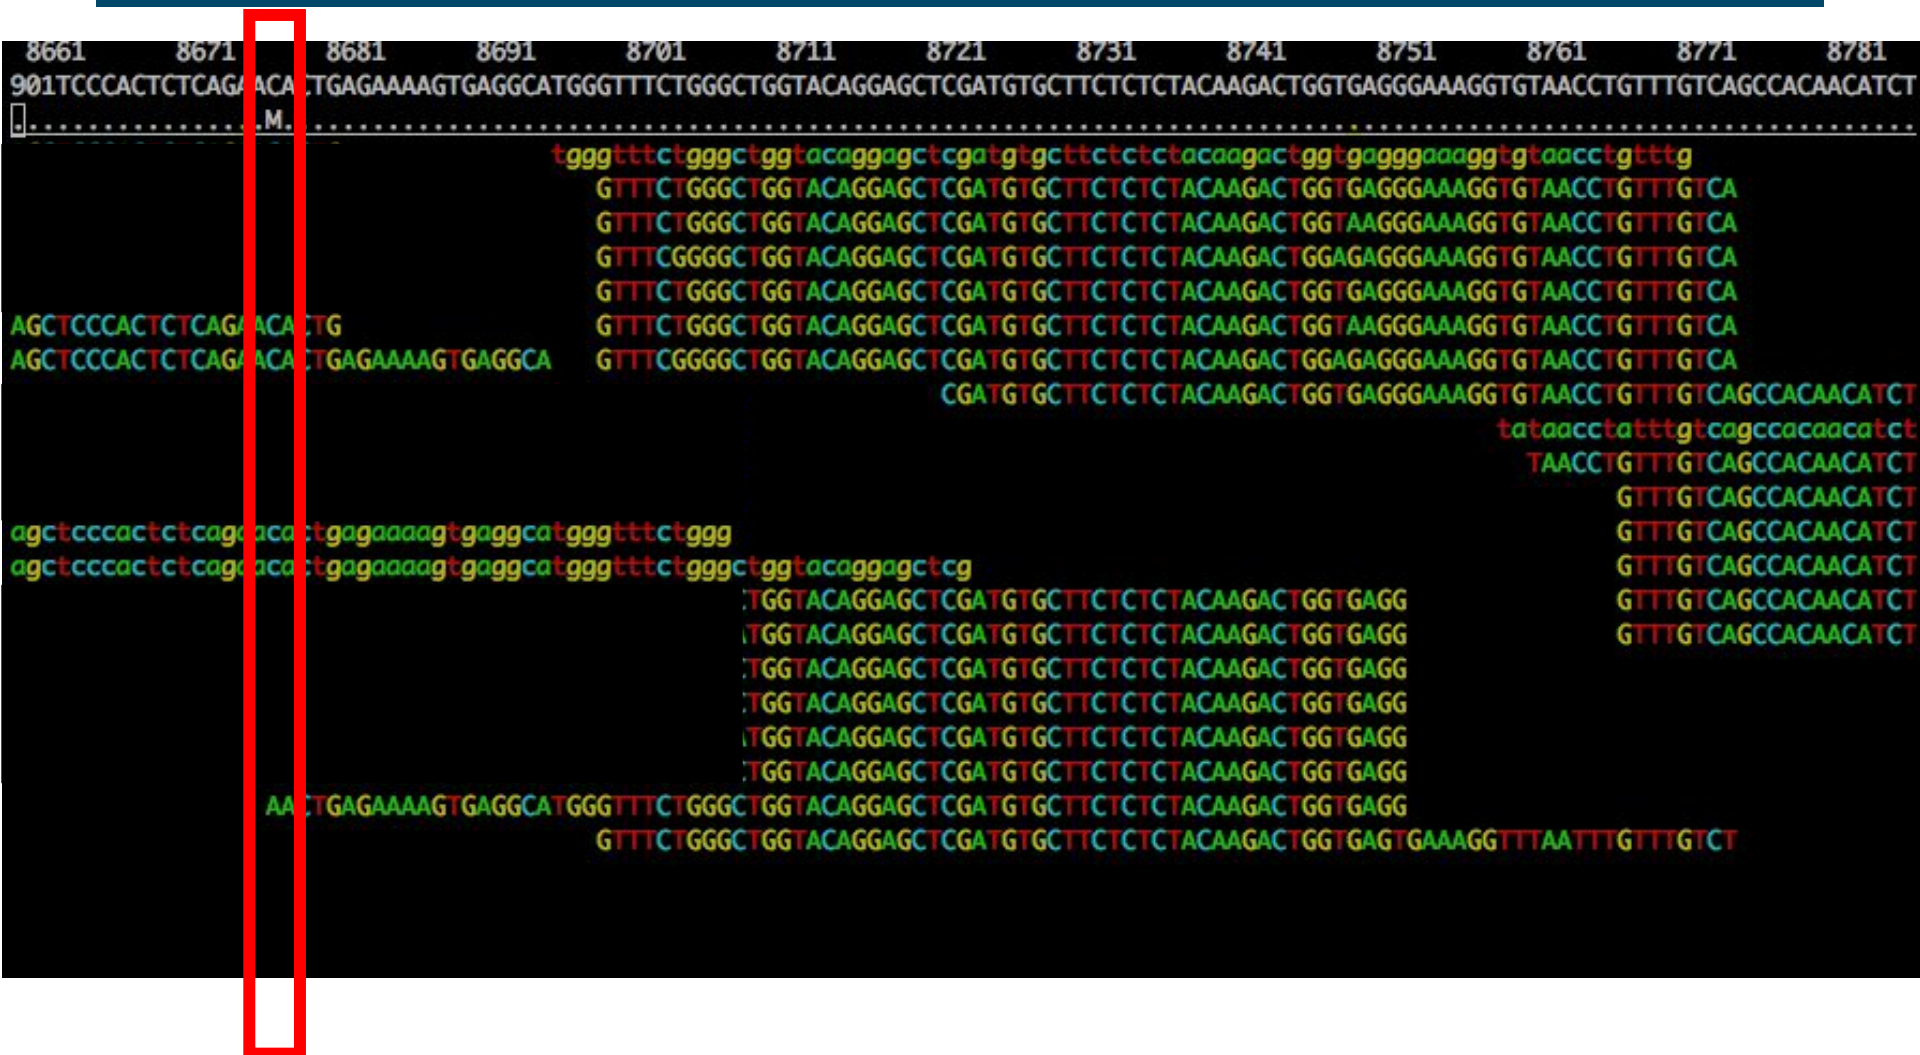 8661 8671 8681 8691 8701 8711 8721 8731 8741 8751 8761 8771 8781
901TCCCACTCTCAGAACACTGAGAAAAGTGAGGCATGGGTTTCTGGGCTGGTACAGGAGCTCGATGTGCTTCTCTCTACAAGACTGGTGAGGGAAAGGTGTAACCTGTTTGTCAGCCACAACATCT
.................M.............................................................................................................
tgggtttctgggctggtacaggagctcgatgtgcttctctctacaagactggtgagggaaaggtgtaacctgtttg
GTTTCTGGGCTGGTACAGGAGCTCGATGTGCTTCTCTCTACAAGACTGGTGAGGGAAAGGTGTAACCTGTTTGTCA
GTTTCTGGGCTGGTACAGGAGCTCGATGTGCTTCTCTCTACAAGACTGGTAAGGGAAAGGTGTAACCTGTTTGTCA
GTTTCGGGGCTGGTACAGGAGCTCGATGTGCTTCTCTCTACAAGACTGGAGAGGGAAAGGTGTAACCTGTTTGTCA
GTTTCTGGGCTGGTACAGGAGCTCGATGTGCTTCTCTCTACAAGACTGGTGAGGGAAAGGTGTAACCTGTTTGTCA
AGCTCCCACTCTCAGAACACTG GTTTCTGGGCTGGTACAGGAGCTCGATGTGCTTCTCTCTACAAGACTGGTAAGGGAAAGGTGTAACCTGTTTGTCA
AGCTCCCACTCTCAGAACACTGAGAAAAGTGAGGCA GTTTCGGGGCTGGTACAGGAGCTCGATGTGCTTCTCTCTACAAGACTGGAGAGGGAAAGGTGTAACCTGTTTGTCA
CGATGTGCTTCTCTCTACAAGACTGGTGAGGGAAAGGTGTAACCTGTTTGTCAGCCACAACATCT
tataacctatttgtcagccacaacatct
TAACCTGTTTGTCAGCCACAACATCT
GTTTGTCAGCCACAACATCT
agctcccactctcagaacactgagaaaagtgaggcatgggtttctggg GTTTGTCAGCCACAACATCT
agctcccactctcagaacactgagaaaagtgaggcatgggtttctgggctggtacaggagctcg GTTTGTCAGCCACAACATCT
TGGTACAGGAGCTCGATGTGCTTCTCTCTACAAGACTGGTGAGG GTTTGTCAGCCACAACATCT
TGGTACAGGAGCTCGATGTGCTTCTCTCTACAAGACTGGTGAGG GTTTGTCAGCCACAACATCT
TGGTACAGGAGCTCGATGTGCTTCTCTCTACAAGACTGGTGAGG
TGGTACAGGAGCTCGATGTGCTTCTCTCTACAAGACTGGTGAGG
TGGTACAGGAGCTCGATGTGCTTCTCTCTACAAGACTGGTGAGG
TGGTACAGGAGCTCGATGTGCTTCTCTCTACAAGACTGGTGAGG
AACTGAGAAAAGTGAGGCATGGGTTTCTGGGCTGGTACAGGAGCTCGATGTGCTTCTCTCTACAAGACTGGTGAGG
GTTTCTGGGCTGGTACAGGAGCTCGATGTGCTTCTCTCTACAAGACTGGTGAGTGAAAGGTTTAATTTGTTTGTCT